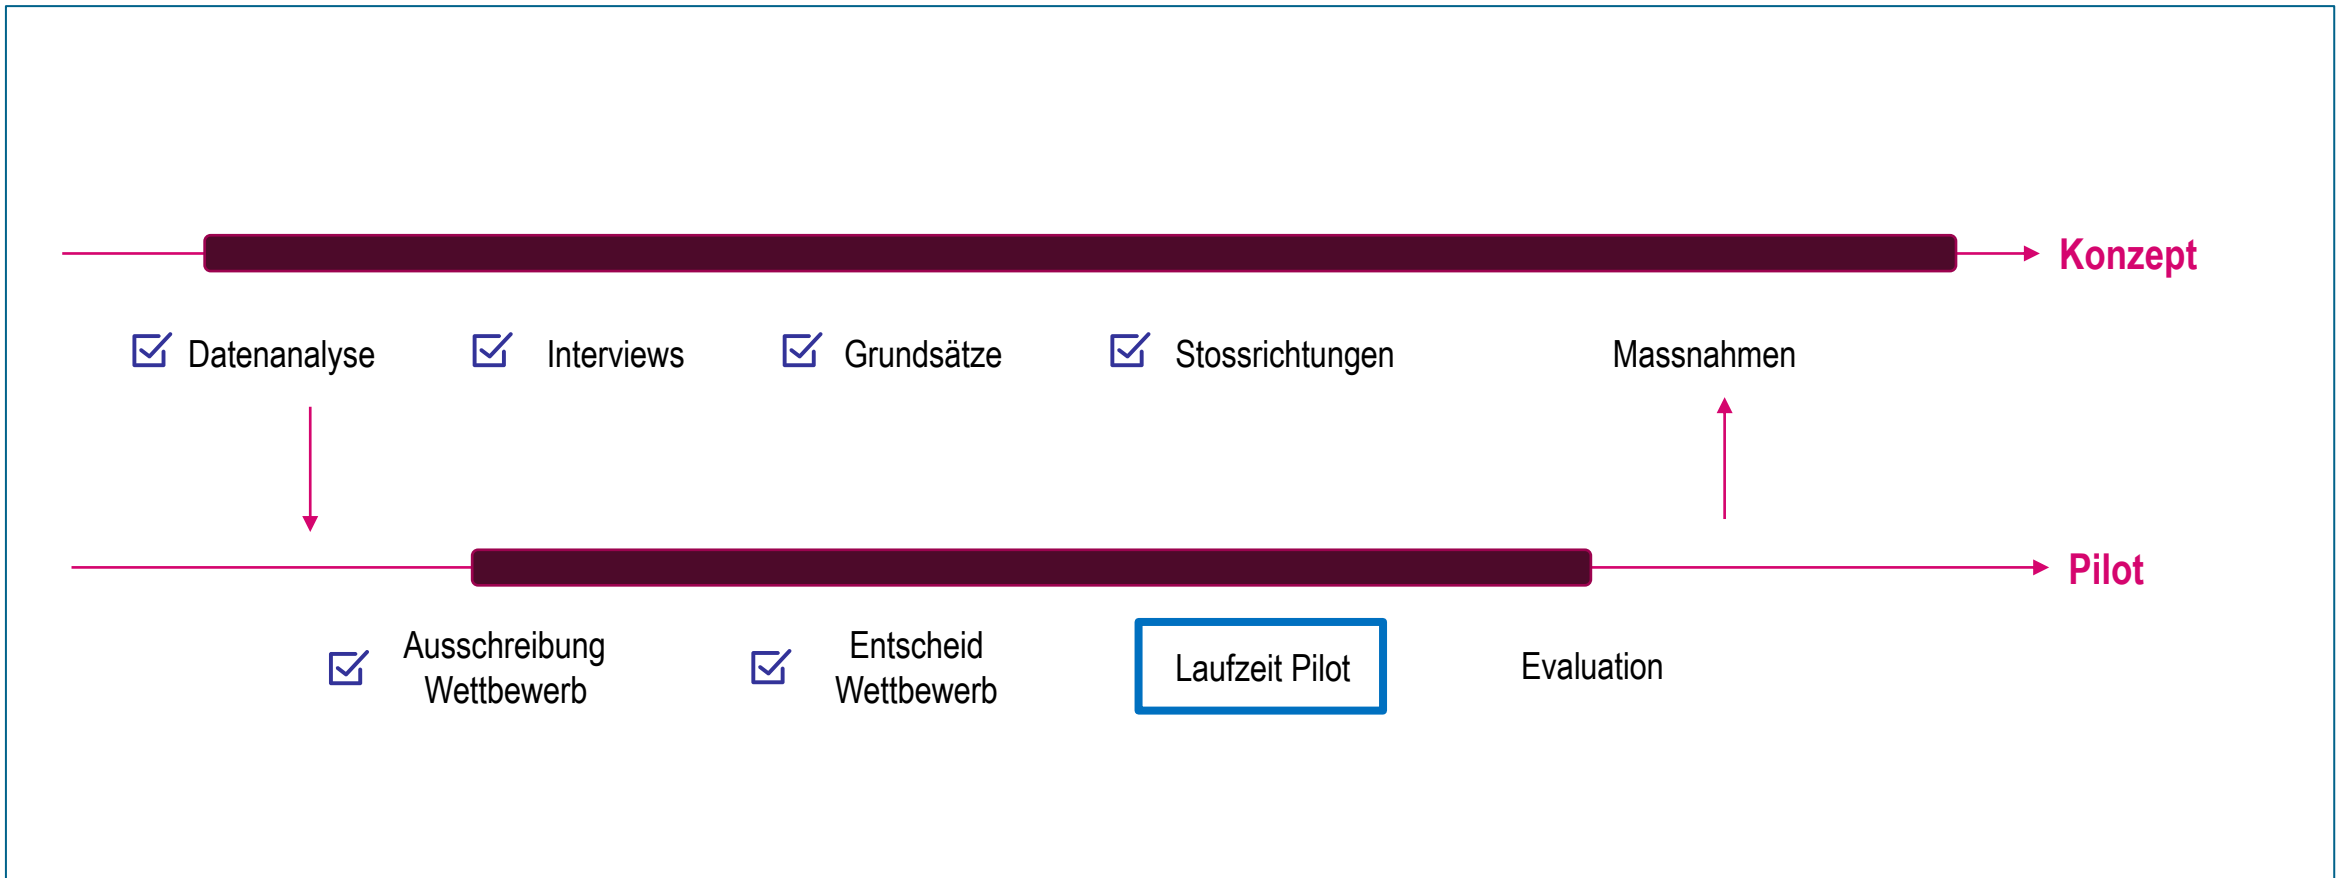 Konzept
Datenanalyse
Interviews
Grundsätze
Stossrichtungen
Massnahmen
Pilot
Ausschreibung
Wettbewerb
Entscheid
Wettbewerb
Laufzeit Pilot
Evaluation